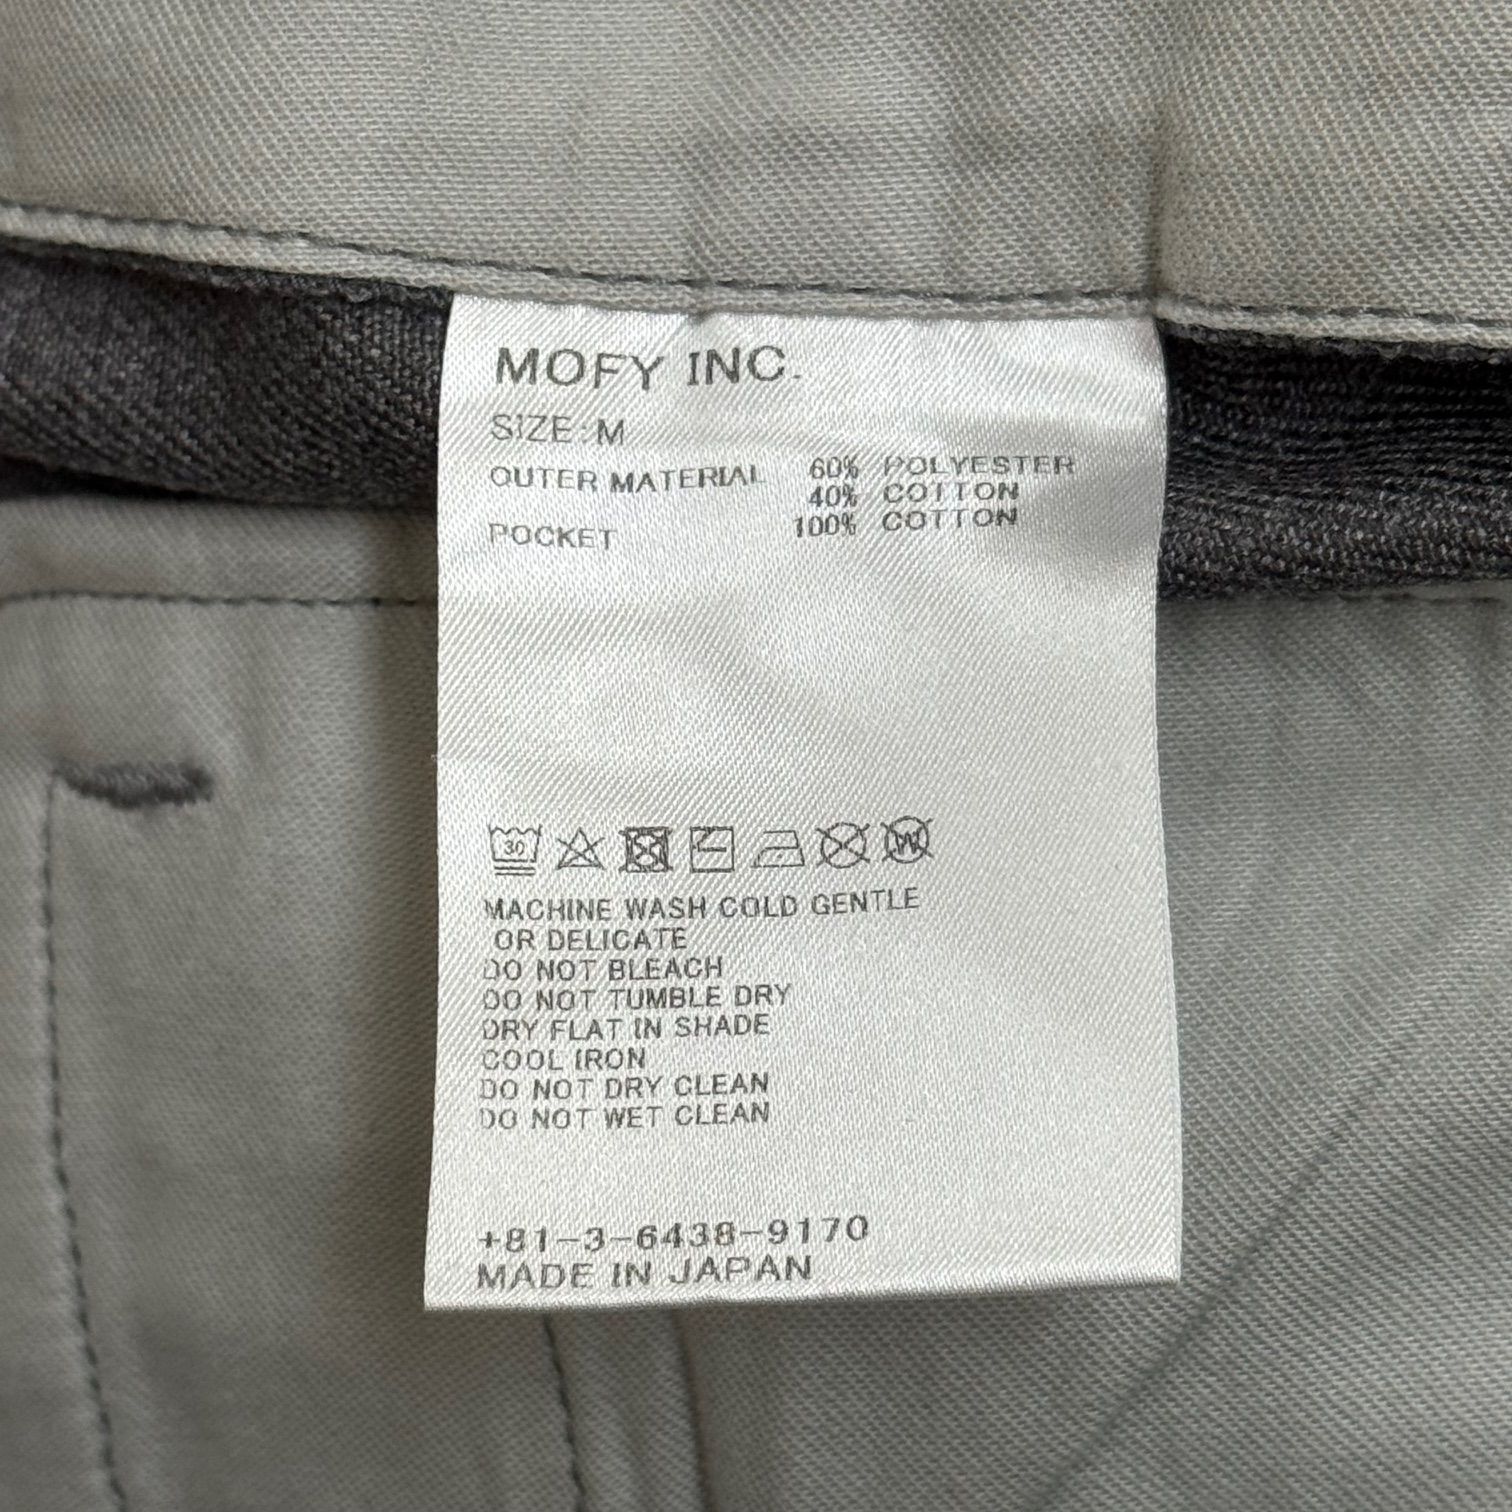 MOFY INC.
SIZE:M
OUTER MATERIAL 60% POLYESTER
40% COTTON
POCKET 100% COTTON
30
W
MACHINE WASH COLD GENTLE
OR DELICATE
DO NOT BLEACH
DO NOT TUMBLE DRY
DRY FLAT IN SHADE
COOL IRON
DO NOT DRY CLEAN
DO NOT WET CLEAN
+81-3-6438-9170
MADE IN JAPAN